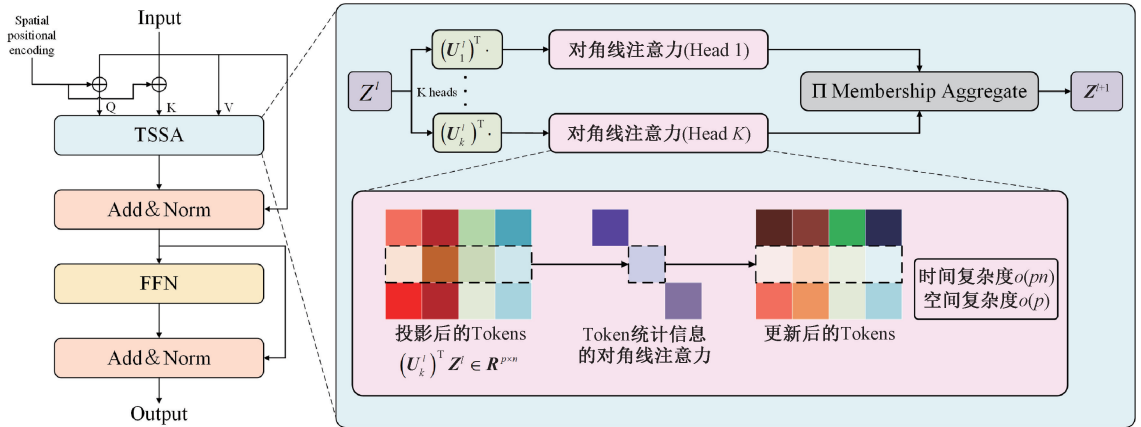 Spatial
positional
encoding
Input
Q
K
V
TSSA
Add&Norm
FFN
Add&Norm
Output
Z^l
K heads
(U_1^l)^T ·
(U_k^l)^T ·
对角线注意力(Head 1)
对角线注意力(Head K)
Π Membership Aggregate
Z^{l+1}
投影后的Tokens
(U_k^l)^T Z^l ∈ R^{p×n}
Token统计信息
的对角线注意力
更新后的Tokens
时间复杂度o(pn)
空间复杂度o(p)